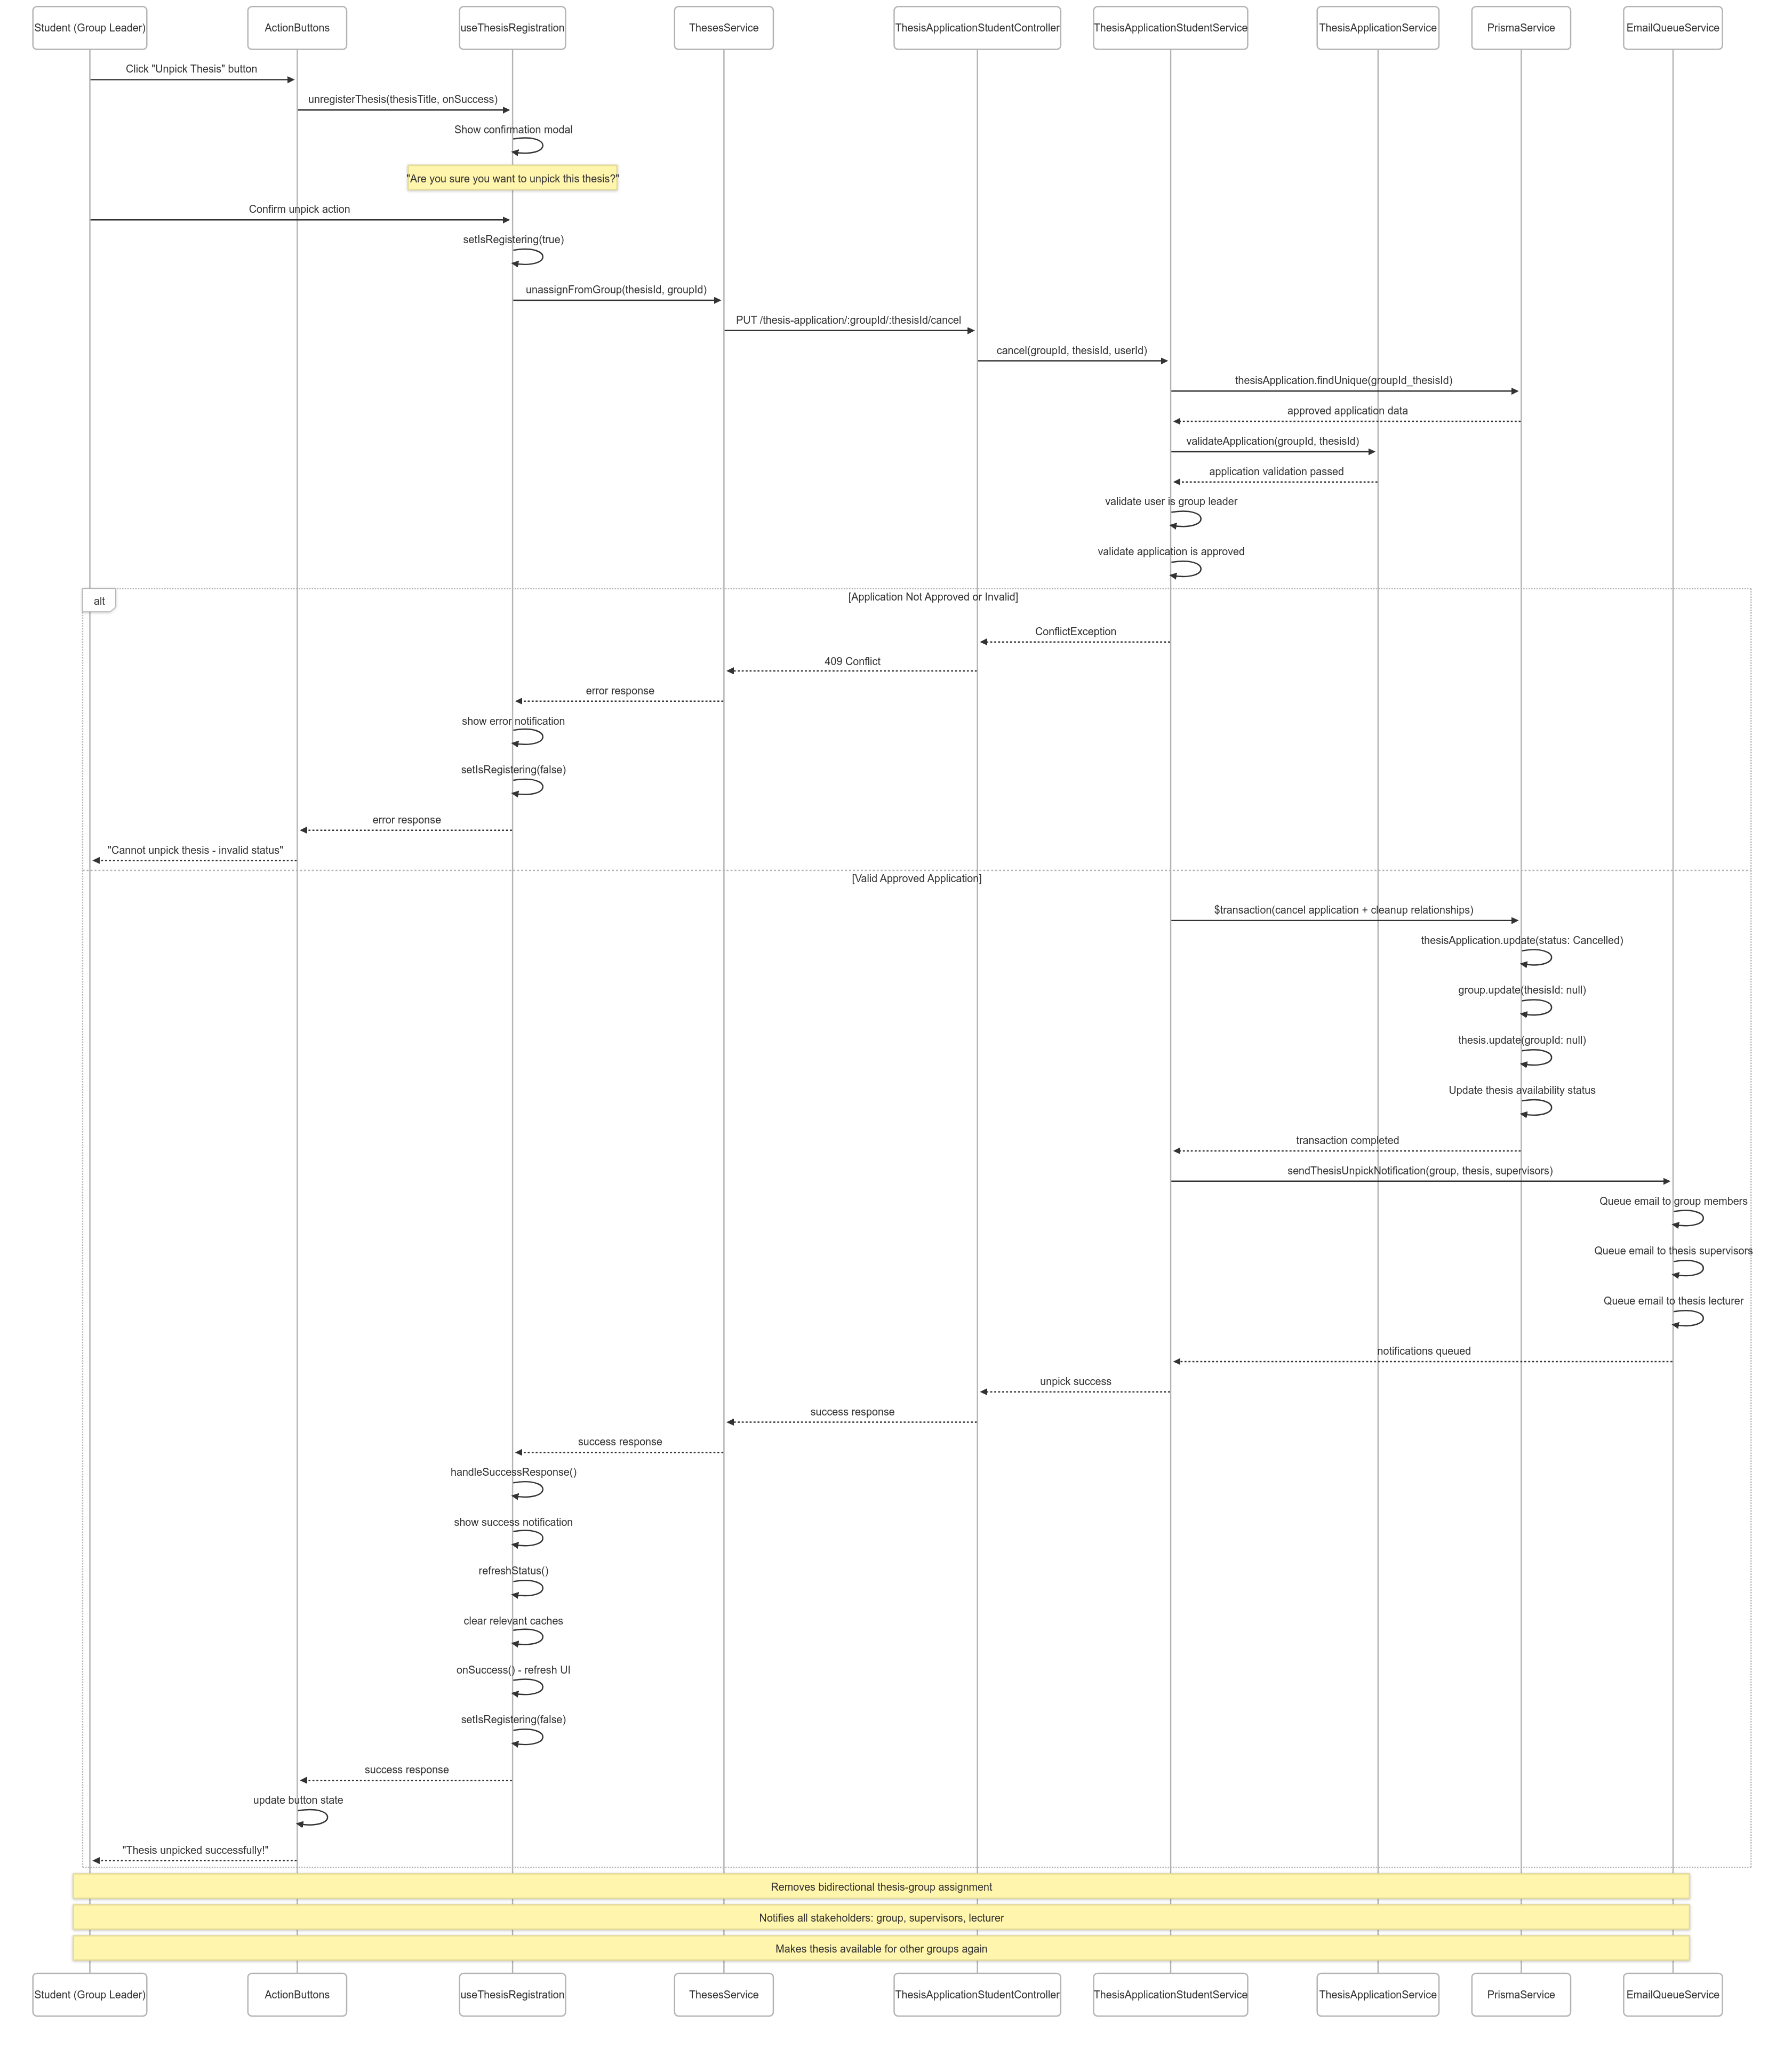 Student (Group Leader)
ActionButtons
useThesisRegistration
ThesesService
ThesisApplicationStudentController
ThesisApplicationStudentService
ThesisApplicationService
PrismaService
EmailQueueService
Click "Unpick Thesis" button
unregisterThesis(thesisTitle, onSuccess)
Show confirmation modal
"Are you sure you want to unpick this thesis?"
Confirm unpick action
setIsRegistering(true)
unassignFromGroup(thesisId, groupId)
PUT /thesis-application/:groupId/:thesisId/cancel
cancel(groupId, thesisId, userId)
thesisApplication.findUnique(groupId_thesisId)
approved application data
validateApplication(groupId, thesisId)
application validation passed
validate user is group leader
validate application is approved
alt
[Application Not Approved or Invalid]
ConflictException
409 Conflict
error response
show error notification
setIsRegistering(false)
error response
"Cannot unpick thesis - invalid status"
[Valid Approved Application]
$transaction(cancel application + cleanup relationships)
thesisApplication.update(status: Cancelled)
group.update(thesisId: null)
thesis.update(groupId: null)
Update thesis availability status
transaction completed
sendThesisUnpickNotification(group, thesis, supervisors)
Queue email to group members
Queue email to thesis supervisors
Queue email to thesis lecturer
notifications queued
unpick success
success response
success response
handleSuccessResponse()
show success notification
refreshStatus()
clear relevant caches
onSuccess() - refresh UI
setIsRegistering(false)
success response
update button state
"Thesis unpicked successfully!"
Removes bidirectional thesis-group assignment
Notifies all stakeholders: group, supervisors, lecturer
Makes thesis available for other groups again
Student (Group Leader)
ActionButtons
useThesisRegistration
ThesesService
ThesisApplicationStudentController
ThesisApplicationStudentService
ThesisApplicationService
PrismaService
EmailQueueService